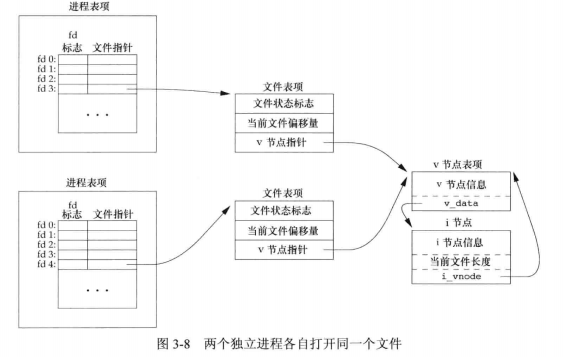 进程表项
fd
标志 文件指针
fd 0:
fd 1:
fd 2:
fd 3:
...
文件表项
文件状态标志
当前文件偏移量
v 节点指针
v 节点表项
v 节点信息
v_data
i 节点
i 节点信息
当前文件长度
i_vnode
进程表项
fd
标志 文件指针
fd 0:
fd 1:
fd 2:
fd 3:
fd 4:
...
文件表项
文件状态标志
当前文件偏移量
v 节点指针
图 3-8 两个独立进程各自打开同一个文件